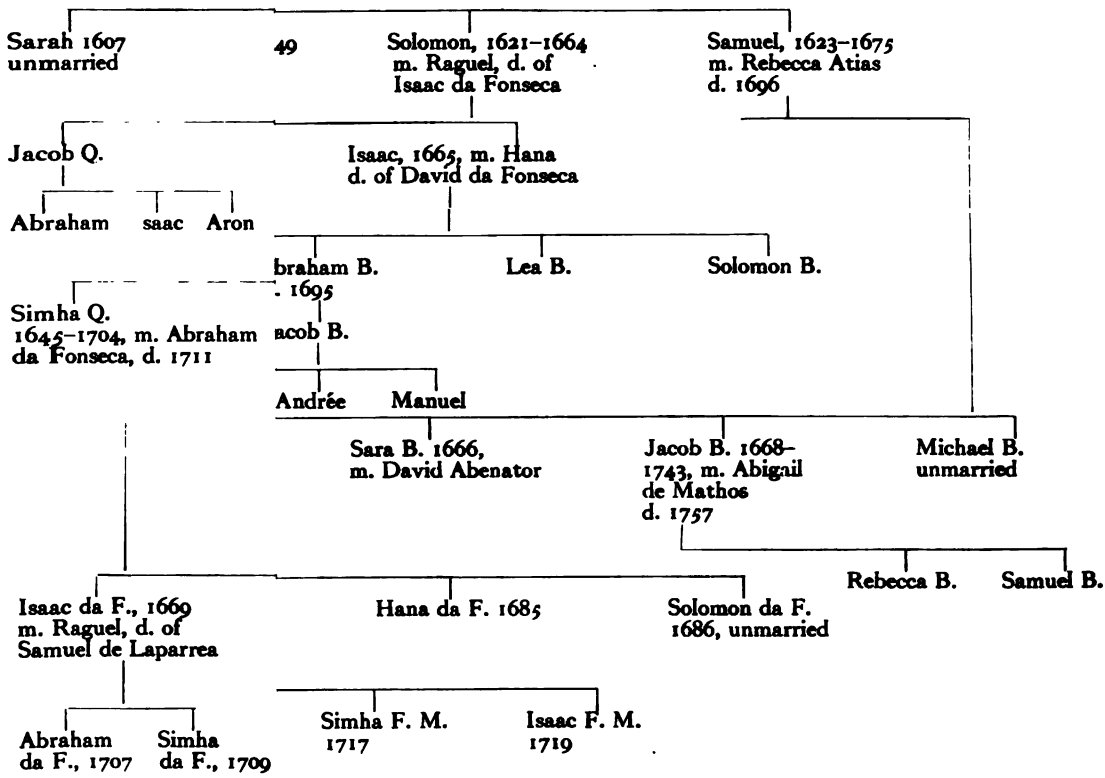 Sarah 1607
unmarried
49
Solomon, 1621–1664
m. Raguel, d. of
Isaac da Fonseca
Samuel, 1623–1675
m. Rebecca Atias
d. 1696
Jacob Q.
Isaac, 1665, m. Hana
d. of David da Fonseca
Abraham
saac
Aron
braham B.
. 1695
Lea B.
Solomon B.
Simha Q.
1645–1704, m. Abraham
da Fonseca, d. 1711
acob B.
Andrée
Manuel
Sara B. 1666,
m. David Abenator
Jacob B. 1668–
1743, m. Abigail
de Mathos
d. 1757
Michael B.
unmarried
Rebecca B.
Samuel B.
Isaac da F., 1669
m. Raguel, d. of
Samuel de Laparrea
Hana da F. 1685
Solomon da F.
1686, unmarried
Abraham
da F., 1707
Simha
da F., 1709
Simha F. M.
1717
Isaac F. M.
1719